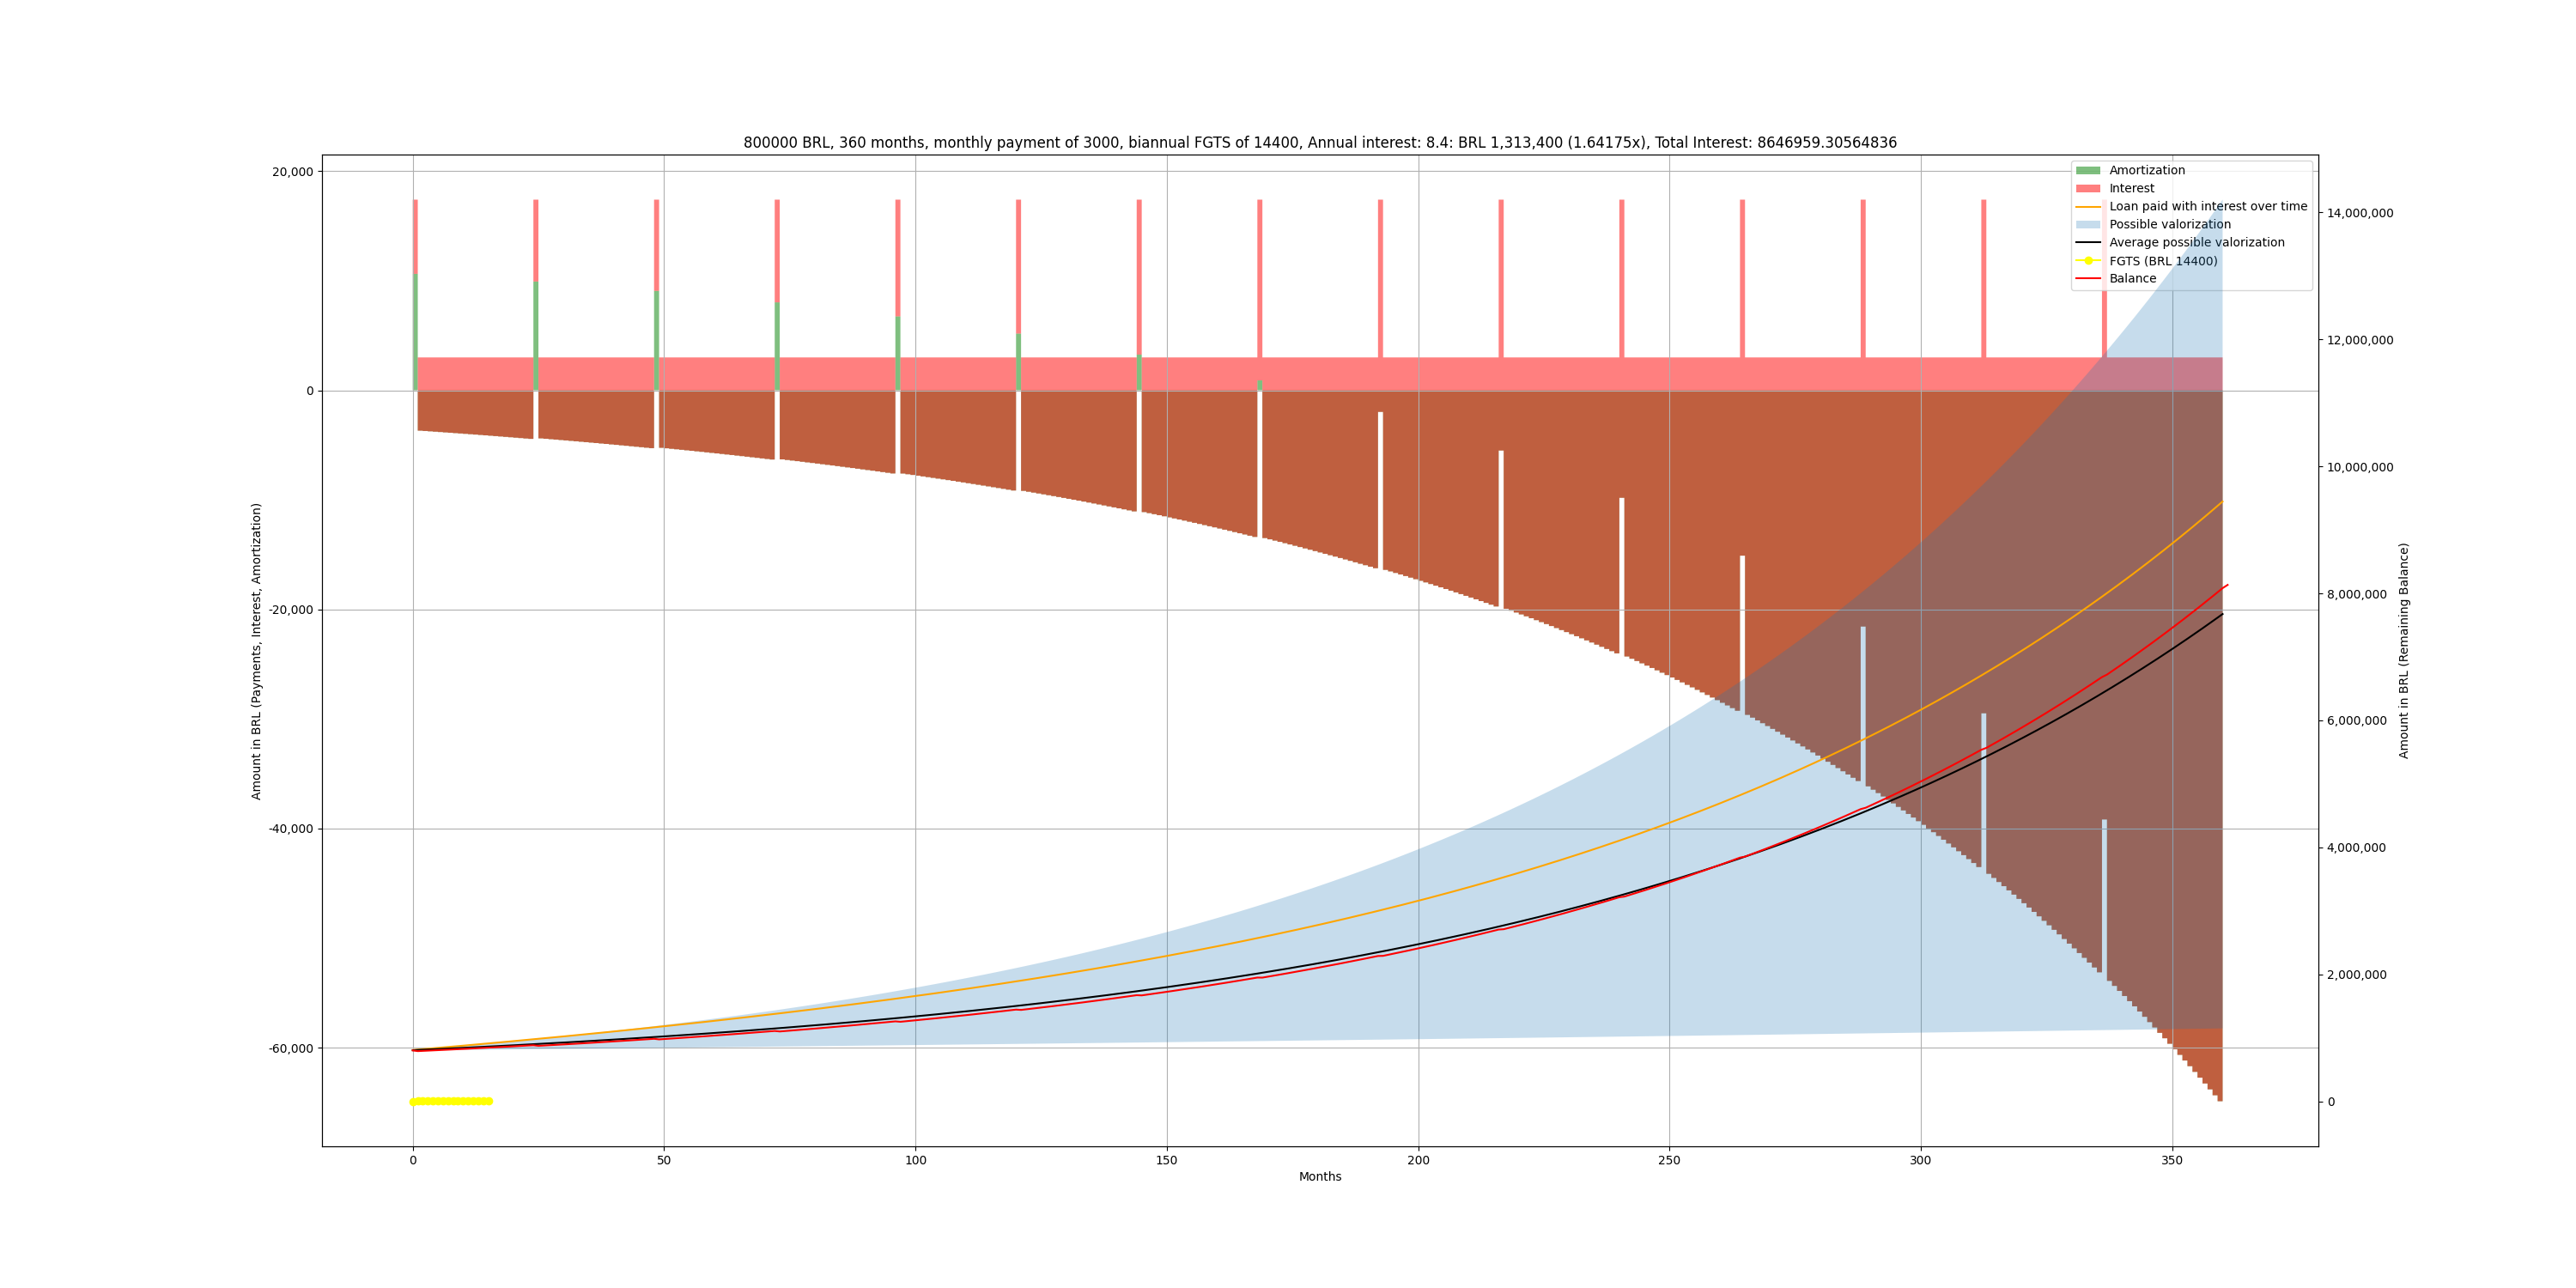 800000 BRL, 360 months, monthly payment of 3000, biannual FGTS of 14400, Annual interest: 8.4: BRL 1,313,400 (1.64175x), Total Interest: 8646959.30564836
Amortization
Interest
Loan paid with interest over time
Possible valorization
Average possible valorization
FGTS (BRL 14400)
Balance
Amount in BRL (Payments, Interest, Amortization)
20,000
0
-20,000
-40,000
-60,000
14,000,000
12,000,000
10,000,000
8,000,000
6,000,000
4,000,000
2,000,000
0
Amount in BRL (Remaining Balance)
0 50 100 150 200 250 300 350
Months